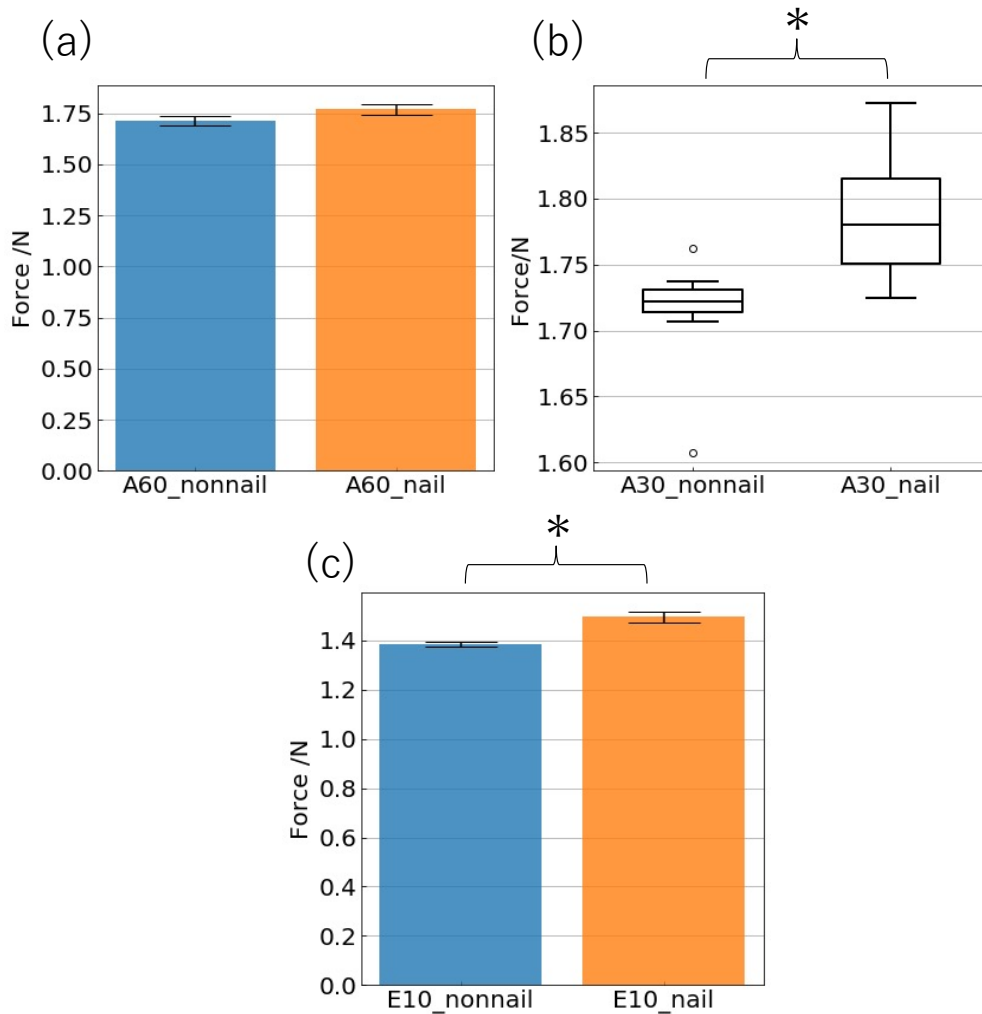 (a)
Force /N
1.75
1.50
1.25
1.00
0.75
0.50
0.25
0.00
A60_nonnail
A60_nail
(b)
*
Force/N
1.85
1.80
1.75
1.70
1.65
1.60
A30_nonnail
A30_nail
(c)
*
Force /N
1.4
1.2
1.0
0.8
0.6
0.4
0.2
0.0
E10_nonnail
E10_nail